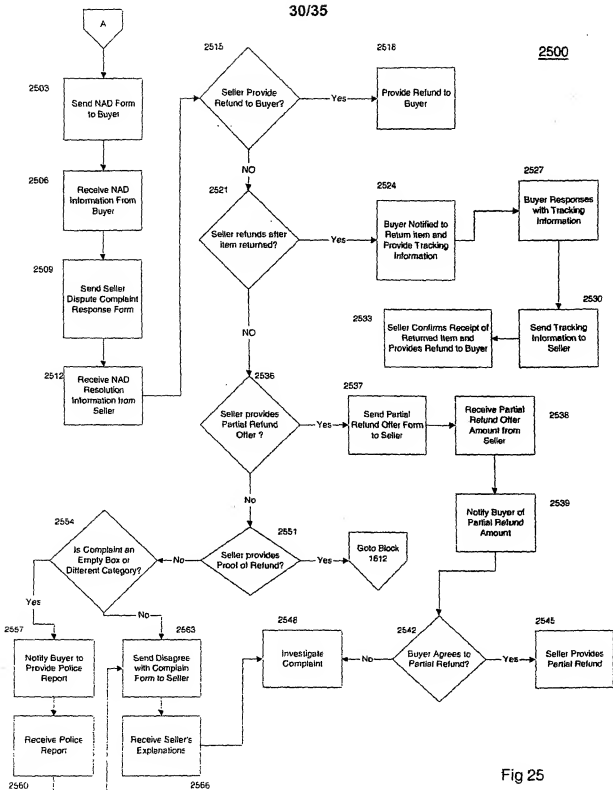 30/35
2500
A
2503
Send NAD Form
to Buyer
2506
Receive NAD
Information From
Buyer
2509
Send Seller
Dispute Complaint
Response Form
2512
Receive NAD
Resolution
Information from
Seller
2515
Seller Provide
Refund to Buyer?
Yes
2518
Provide Refund to
Buyer
NO
2521
Seller refunds after
item returned?
Yes
2524
Buyer Notified to
Return item and
Provide Tracking
Information
2527
Buyer Responses
with Tracking
Information
2530
Send Tracking
Information to
Seller
2533
Seller Confirms Receipt of
Returned Item and
Provides Refund to Buyer
NO
2536
Seller provides
Partial Refund
Offer ?
Yes
2537
Send Partial
Refund Offer Form
to Seller
2538
Receive Partial
Refund Offer
Amount from
Seller
2539
Notify Buyer of
Partial Refund
Amount
No
2551
Seller provides
Proof of Refund?
Yes
Goto Block
1612
No
2554
Is Complaint an
Empty Box or
Different Category?
Yes
2557
Notify Buyer to
Provide Police
Report
Receive Police
Report
2560
No
2563
Send Disagree
with Complain
Form to Seller
Receive Seller's
Explanations
2566
2548
Investigate
Complaint
No
2542
Buyer Agrees to
Partial Refund?
Yes
2545
Seller Provides
Partial Refund
Fig 25